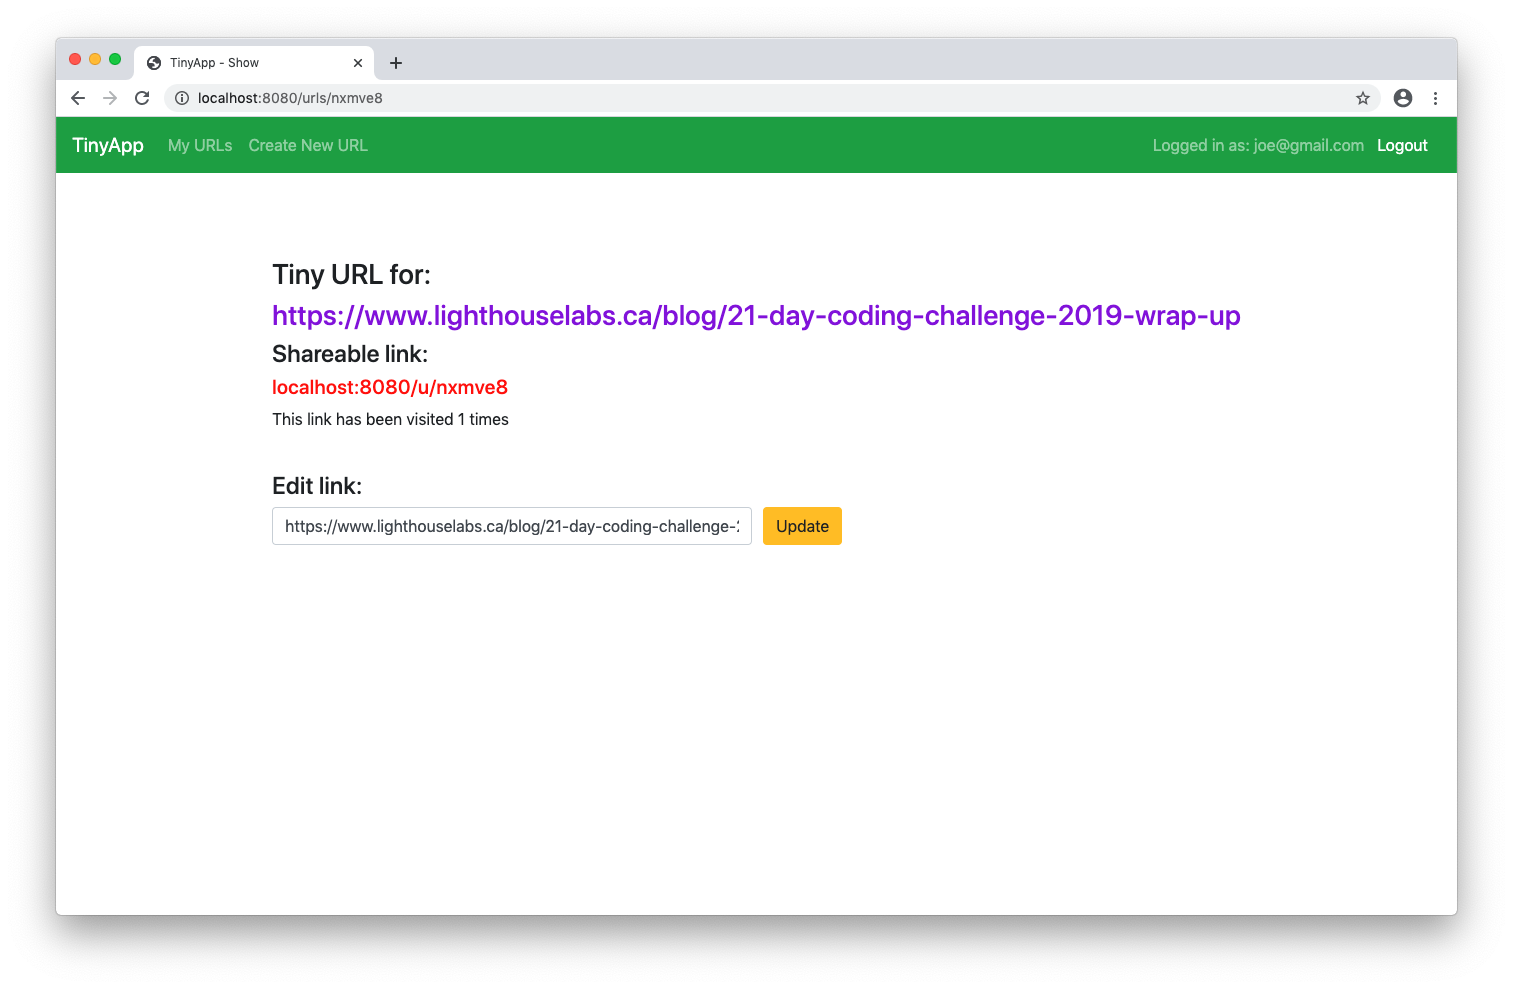 TinyApp - Show
localhost:8080/urls/nxmve8
TinyApp My URLs Create New URL Logged in as: joe@gmail.com Logout
Tiny URL for:
https://www.lighthouselabs.ca/blog/21-day-coding-challenge-2019-wrap-up
Shareable link:
localhost:8080/u/nxmve8
This link has been visited 1 times
Edit link:
https://www.lighthouselabs.ca/blog/21-day-coding-challenge- Update